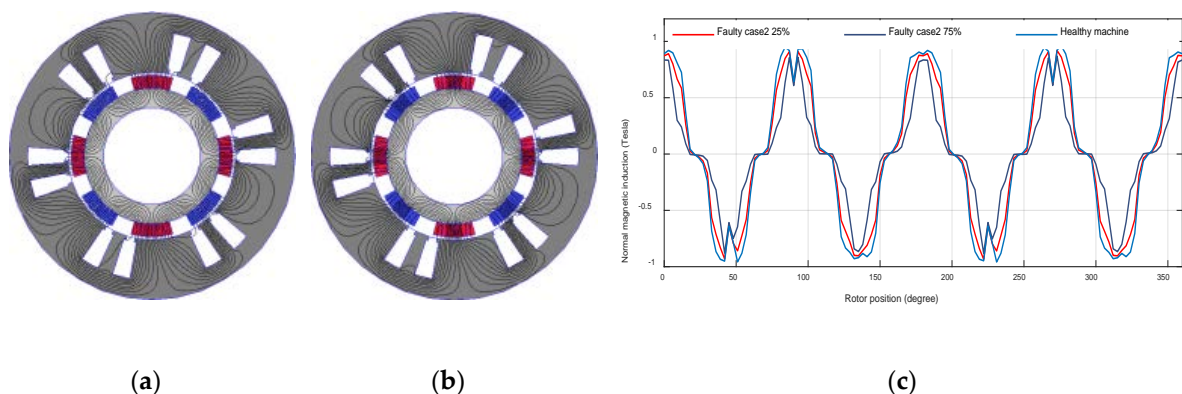 Faulty case2 25% Faulty case2 75% Healthy machine
1
0.5
0
-0.5
-1
Normal magnetic induction (Tesla)
0 50 100 150 200 250 300 350
Rotor position (degree)
(a) (b) (c)